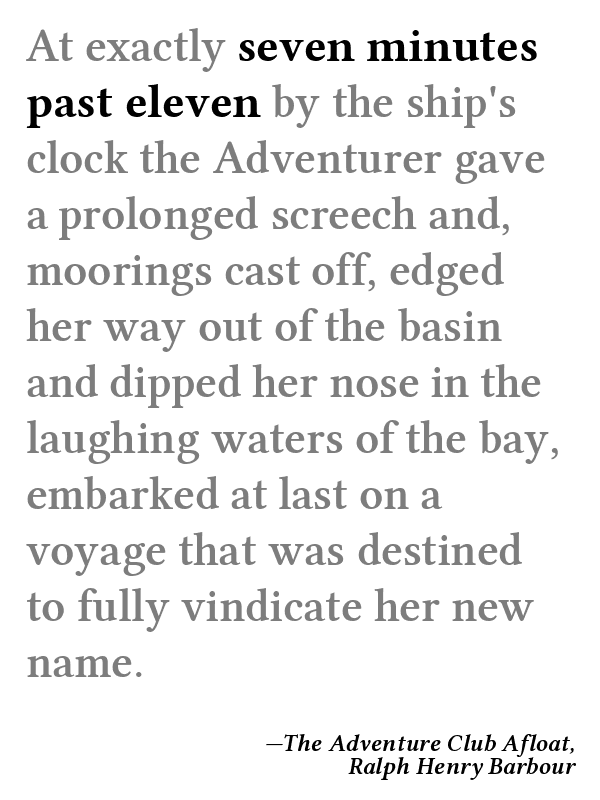 At exactly seven minutes
past eleven by the ship's
clock the Adventurer gave
a prolonged screech and,
moorings cast off, edged
her way out of the basin
and dipped her nose in the
laughing waters of the bay,
embarked at last on a
voyage that was destined
to fully vindicate her new
name.
—The Adventure Club Afloat,
Ralph Henry Barbour